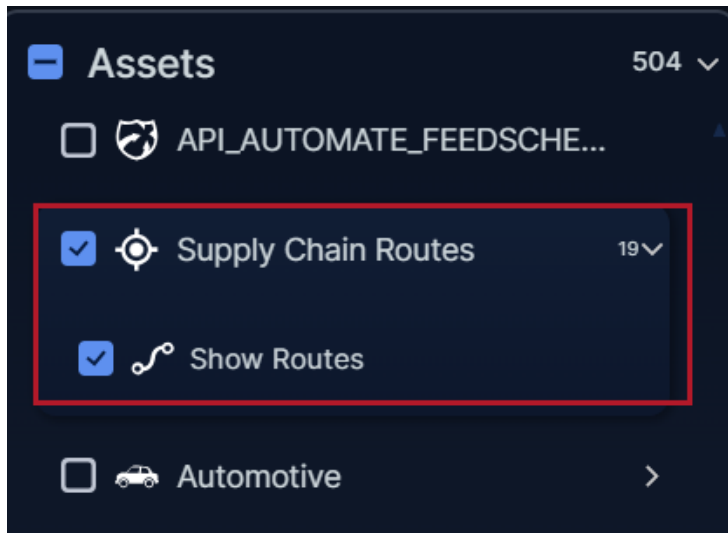 Assets 504
API_AUTOMATE_FEEDSCHE...
Supply Chain Routes 19
Show Routes
Automotive